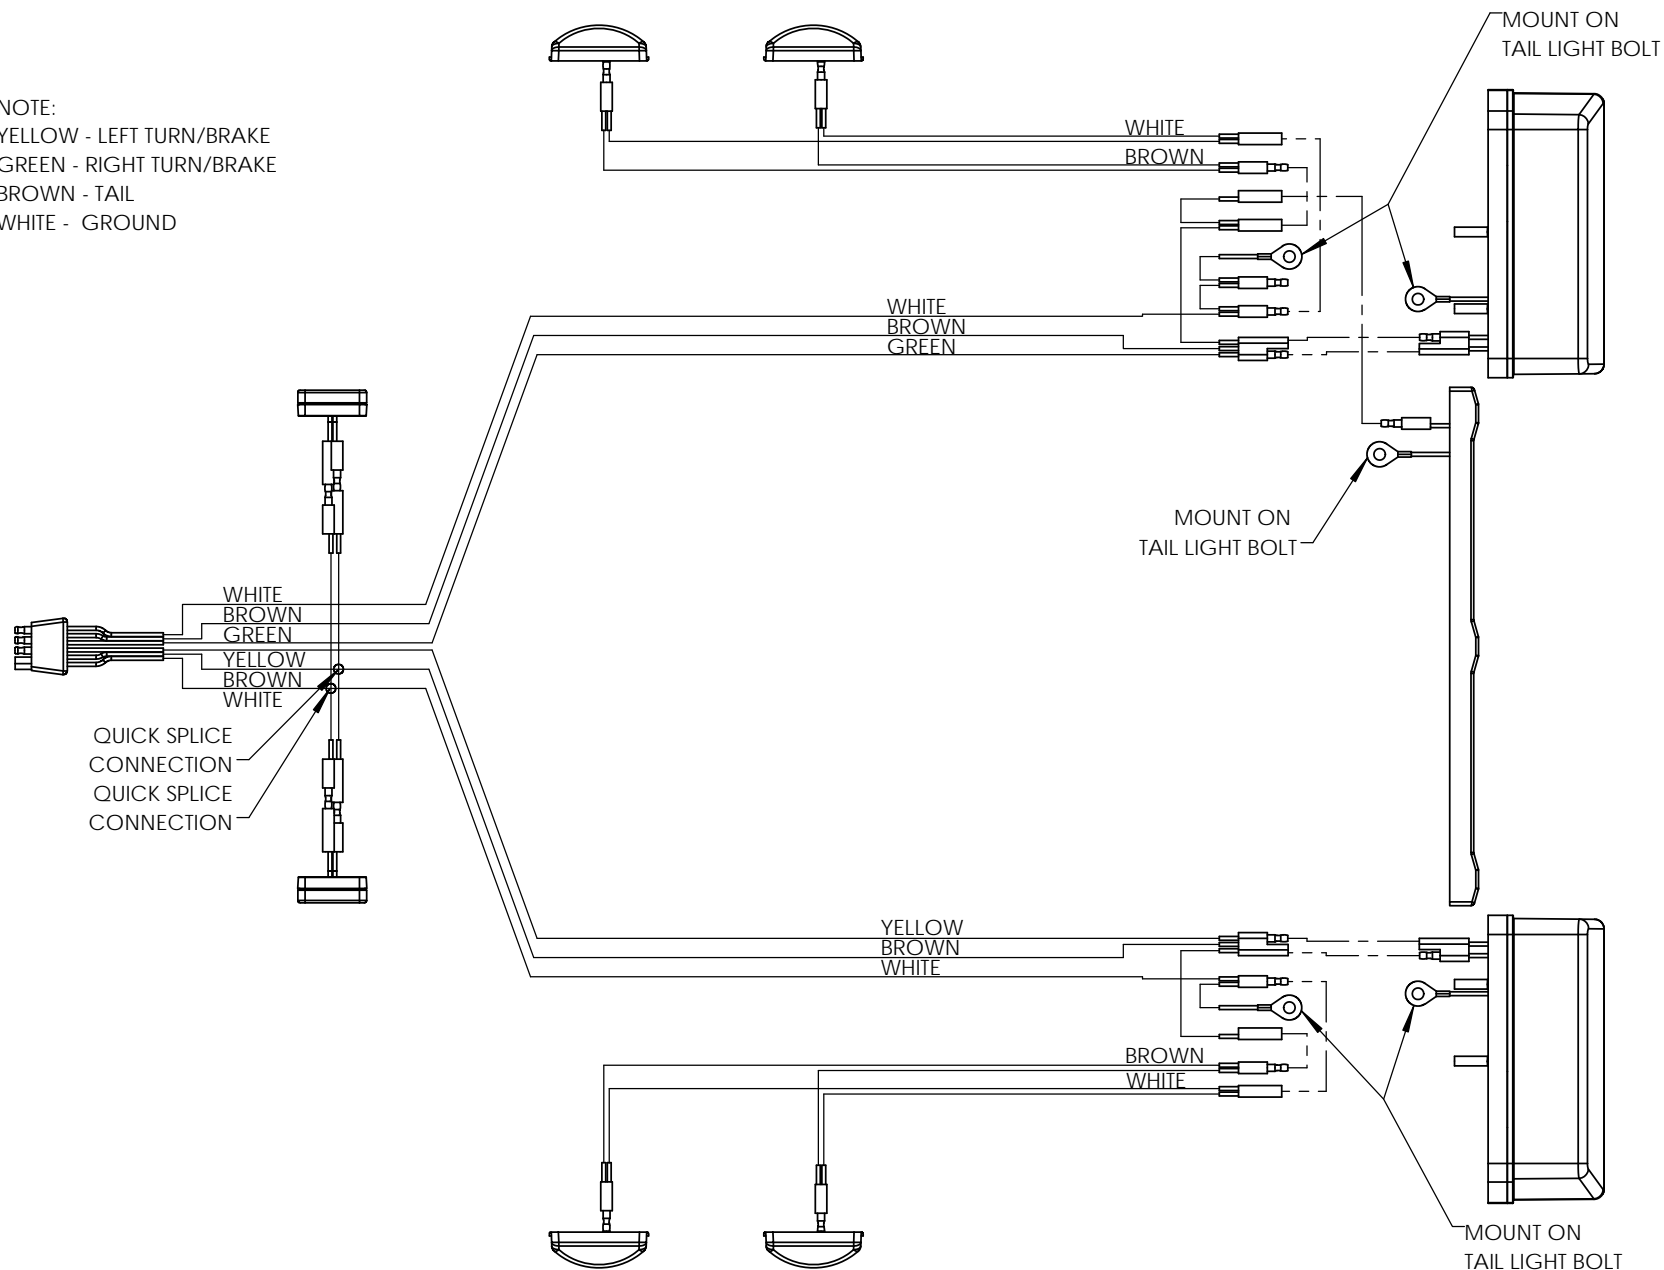 MOUNT ON
TAIL LIGHT BOLT
NOTE:
YELLOW - LEFT TURN/BRAKE
GREEN - RIGHT TURN/BRAKE
BROWN - TAIL
WHITE - GROUND
WHITE
BROWN
WHITE
BROWN
GREEN
MOUNT ON
TAIL LIGHT BOLT
WHITE
BROWN
GREEN
YELLOW
BROWN
WHITE
QUICK SPLICE
CONNECTION
QUICK SPLICE
CONNECTION
YELLOW
BROWN
WHITE
BROWN
WHITE
MOUNT ON
TAIL LIGHT BOLT